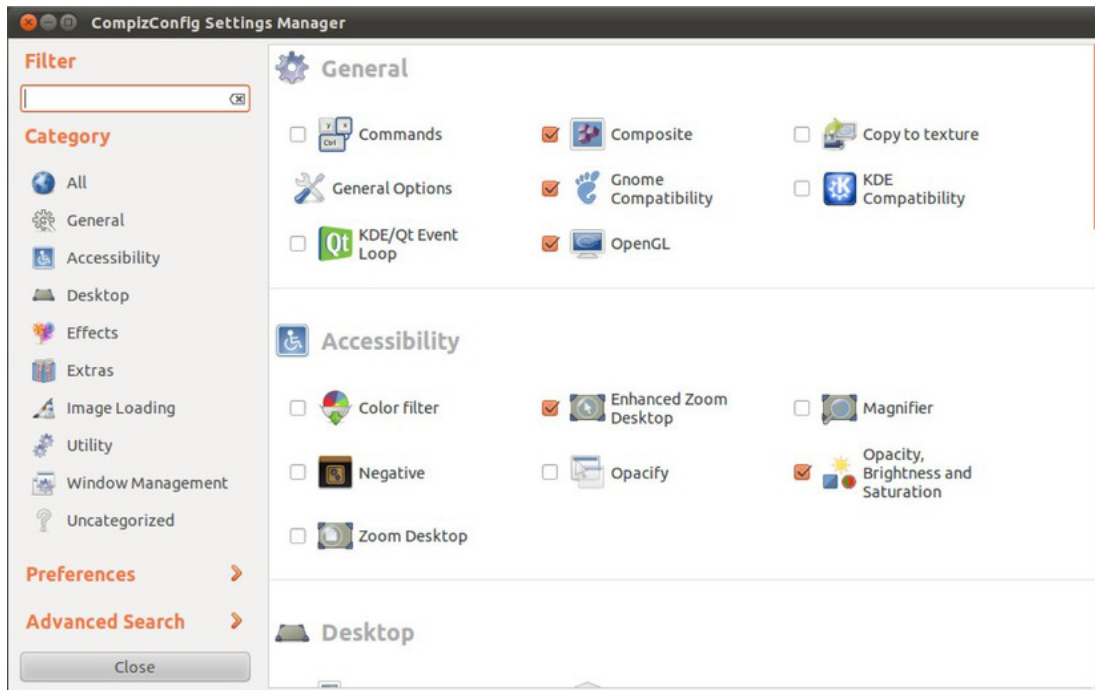 CompizConfig Settings Manager
Filter
Category
All
General
Accessibility
Desktop
Effects
Extras
Image Loading
Utility
Window Management
Uncategorized
Preferences
Advanced Search
Close
General
Commands
Composite
Copy to texture
General Options
Gnome
Compatibility
KDE
Compatibility
Qt
KDE/Qt Event
Loop
OpenGL
Accessibility
Color filter
Enhanced Zoom
Desktop
Magnifier
Negative
Opacify
Opacity,
Brightness and
Saturation
Zoom Desktop
Desktop